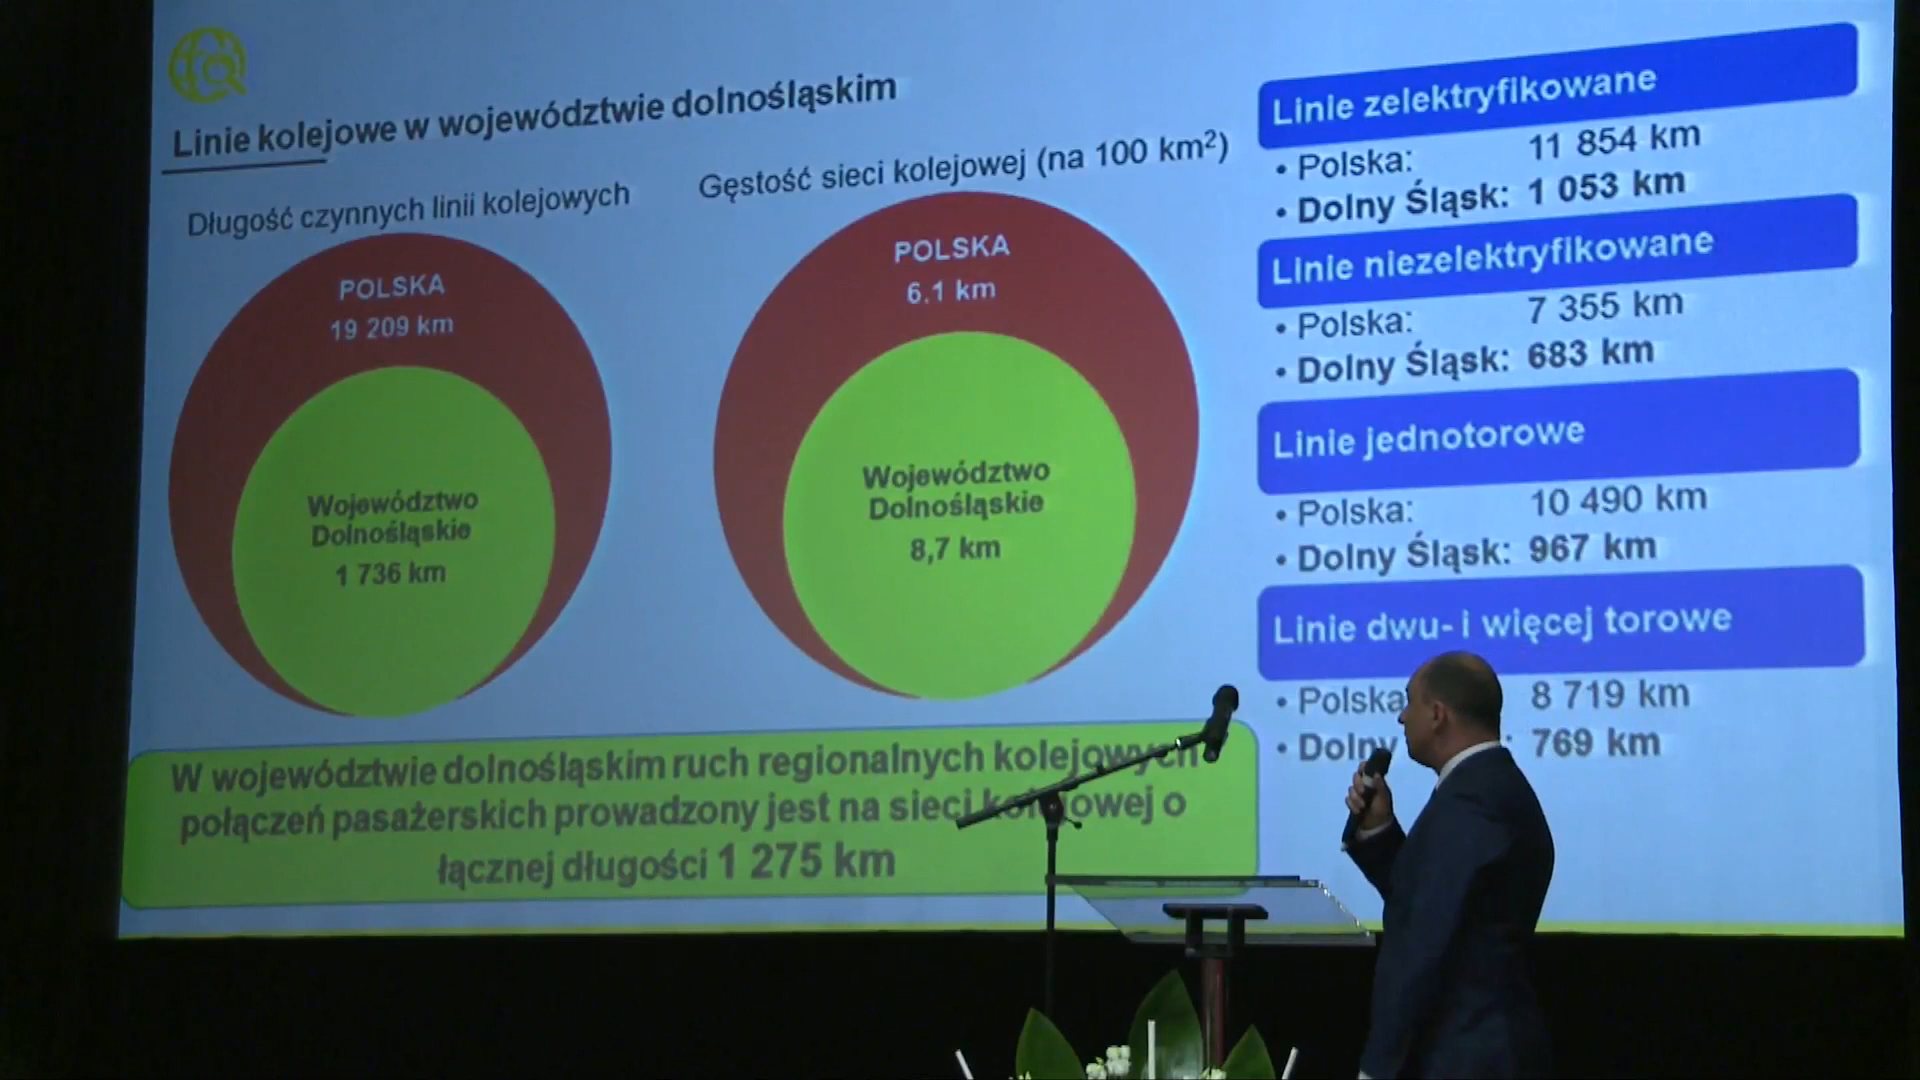 Linie kolejowe w województwie dolnośląskim
Długość czynnych linii kolejowych
POLSKA
19 209 km
Województwo
Dolnośląskie
1 736 km
Gęstość sieci kolejowej (na 100 km²)
POLSKA
6.1 km
Województwo
Dolnośląskie
8,7 km
W województwie dolnośląskim ruch regionalnych kolejowych
połączeń pasażerskich prowadzony jest na sieci kolejowej o
łącznej długości 1 275 km
Linie zelektryfikowane
• Polska: 11 854 km
• Dolny Śląsk: 1 053 km
Linie niezelektryfikowane
• Polska: 7 355 km
• Dolny Śląsk: 683 km
Linie jednotorowe
• Polska: 10 490 km
• Dolny Śląsk: 967 km
Linie dwu- i więcej torowe
• Polska 8 719 km
• Dolny : 769 km